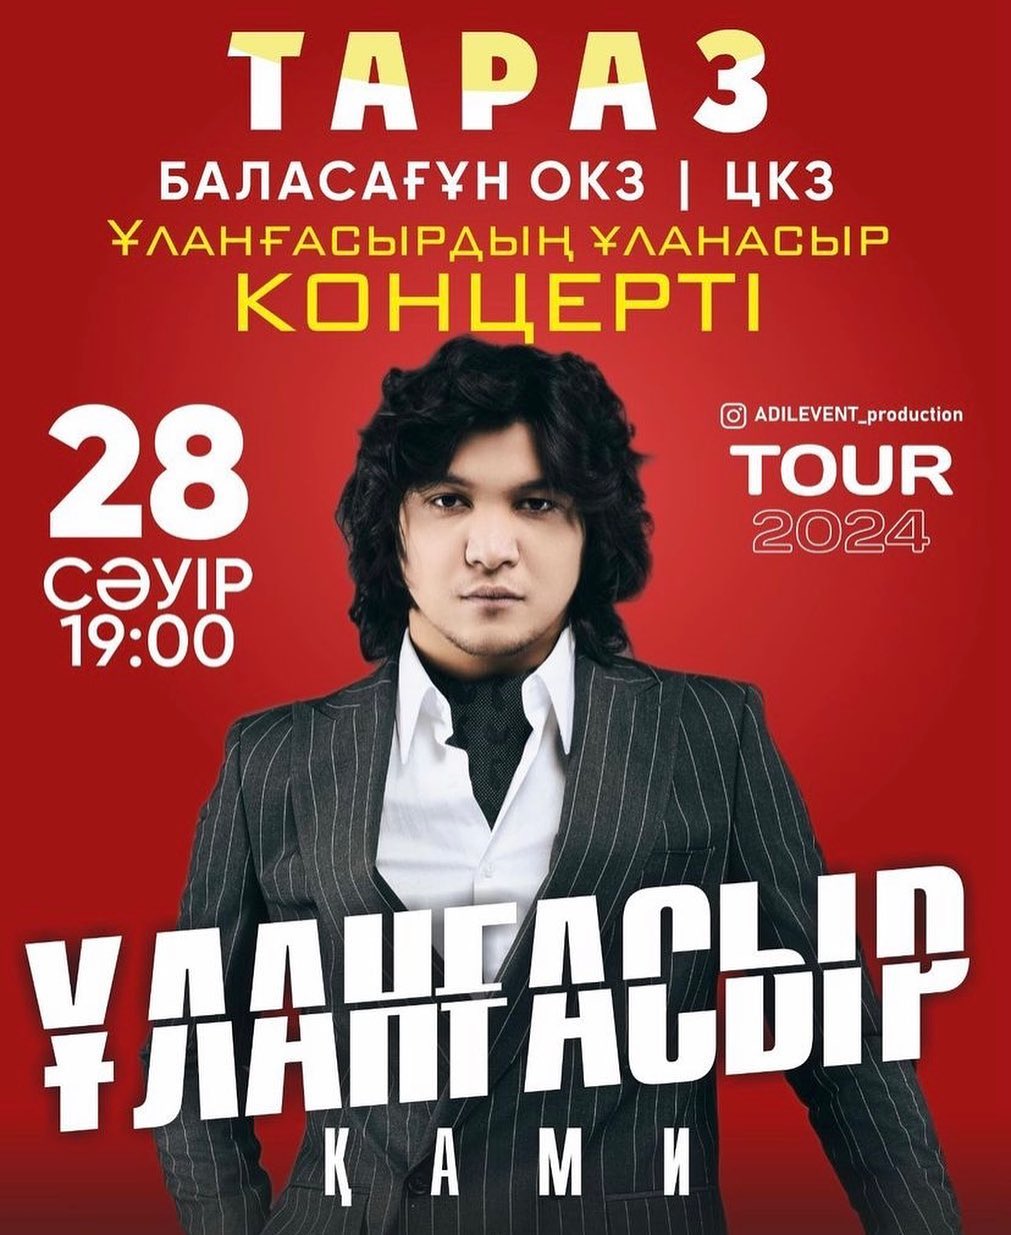 ТАРАЗ
БАЛАСАҒҰН ОКЗ | ЦКЗ
ҰЛАНҒАСЫРДЫҢ ҰЛАНАСЫР
КОНЦЕРТІ
28
СӘУІР
19:00
ADILEVENT_production
TOUR
2024
ҰЛАНҒАСЫР
ҚАМИ